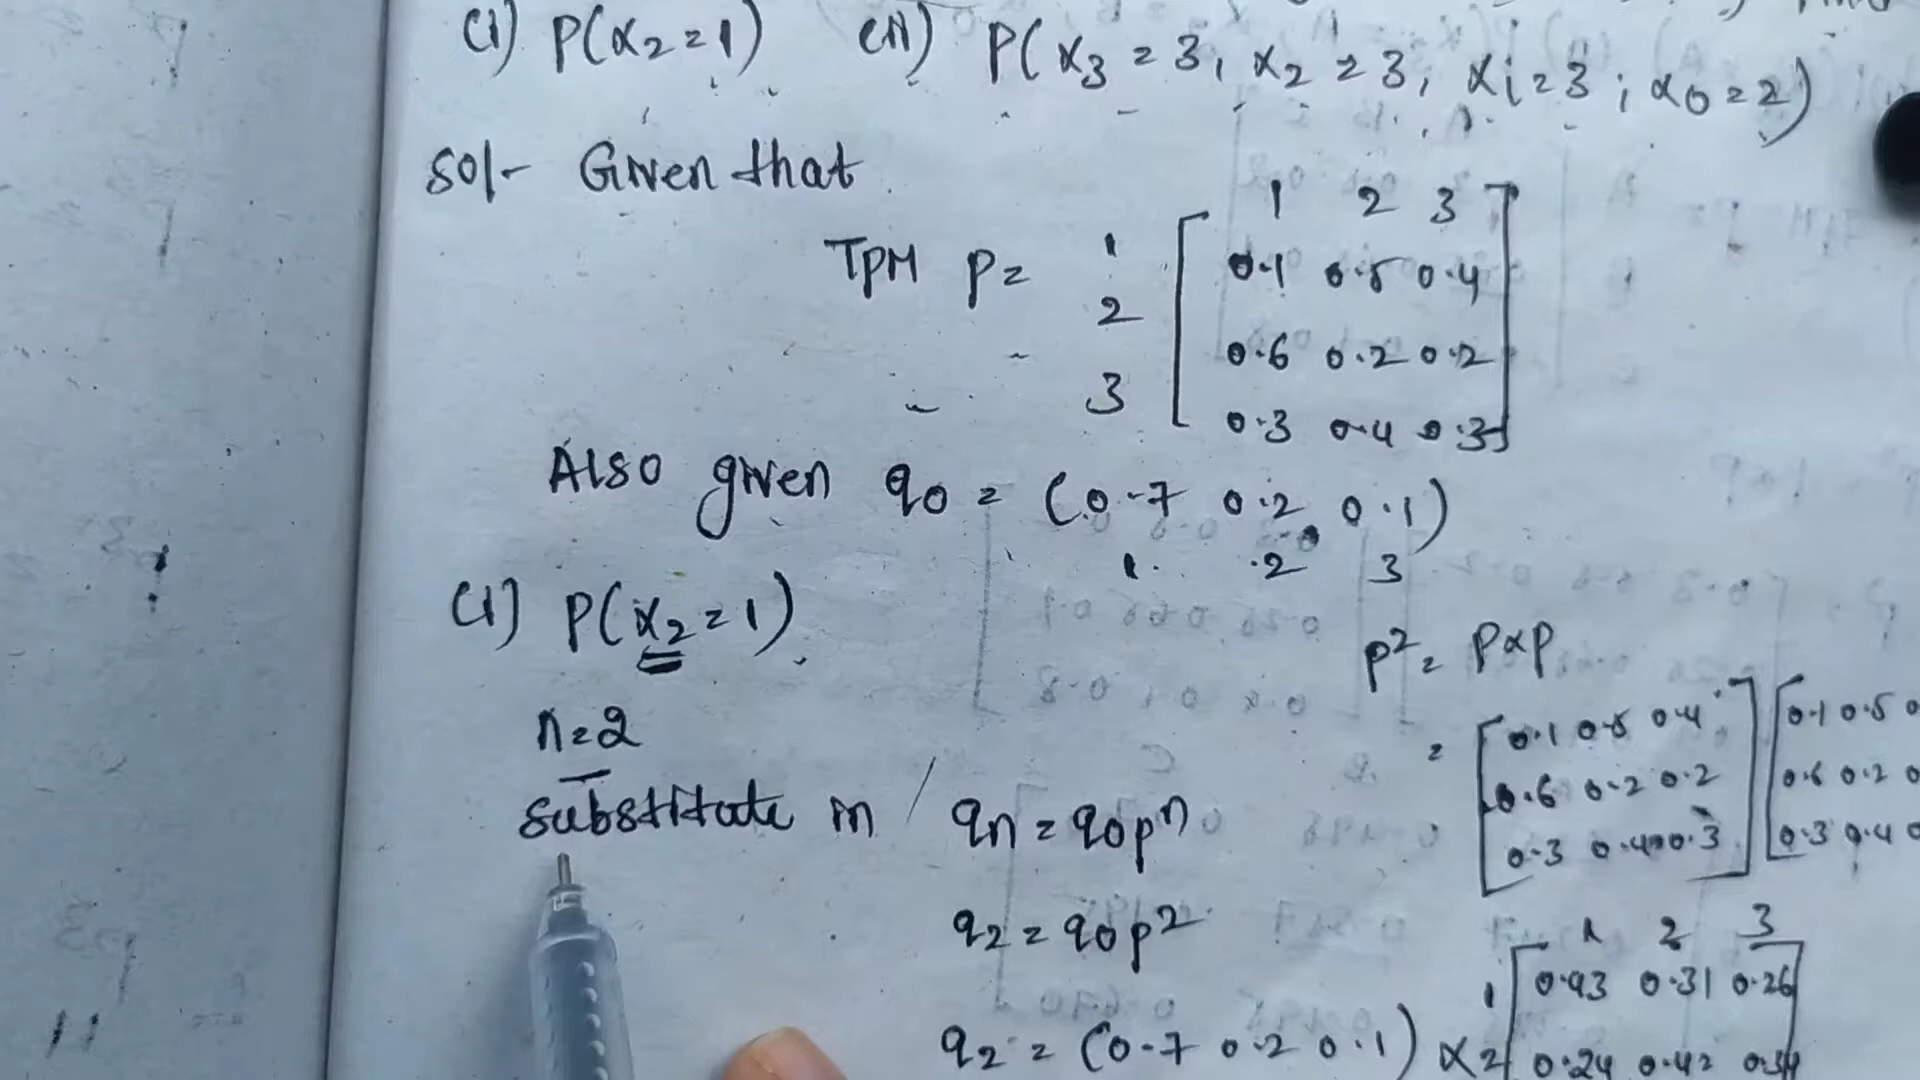 (i) P(x2=1) (ii) P(x3=3, x2=3, x1=3, x0=2)
Sol- Given that
TPM P=
1 2 3
1 0.1 0.5 0.4
2 0.6 0.2 0.2
3 0.3 0.4 0.3
Also given q0 = (0.7 0.2 0.1)
1. .2 3
(i) P(x2=1)
n=2
substitute in qn = q0pn
q2 = q0p2
p2 = P×P
= 0.1 0.5 0.4 0.1 0.5 0
0.6 0.2 0.2 0.6 0.2 0
0.3 0.4 0.3 0.3 0.4 0
1 2 3
1 0.43 0.31 0.26
q2 = (0.7 0.2 0.1) × 2 0.24 0.42 0.34